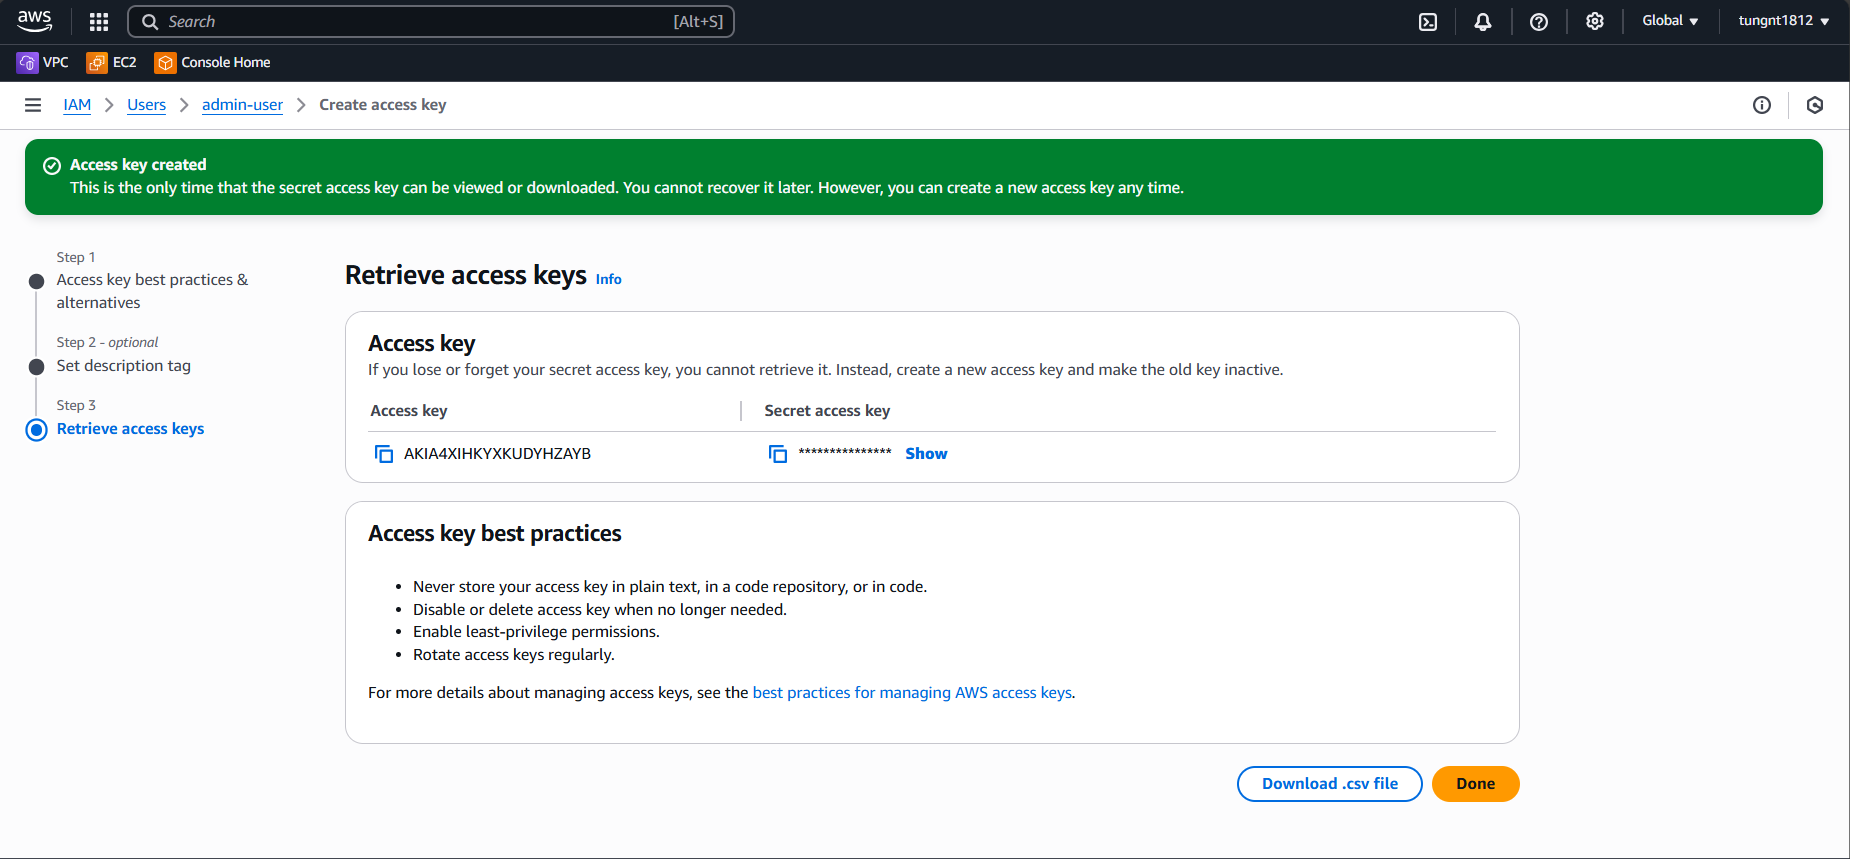 aws
Search [Alt+S]
Global
tungnt1812
VPC
EC2
Console Home
IAM
Users
admin-user
Create access key
Access key created
This is the only time that the secret access key can be viewed or downloaded. You cannot recover it later. However, you can create a new access key any time.
Step 1
Access key best practices &
alternatives
Step 2 - optional
Set description tag
Step 3
Retrieve access keys
Retrieve access keys Info
Access key
If you lose or forget your secret access key, you cannot retrieve it. Instead, create a new access key and make the old key inactive.
Access key
Secret access key
AKIA4XIHKYXKUDYHZAYB
*************** Show
Access key best practices
• Never store your access key in plain text, in a code repository, or in code.
• Disable or delete access key when no longer needed.
• Enable least-privilege permissions.
• Rotate access keys regularly.
For more details about managing access keys, see the best practices for managing AWS access keys.
Download .csv file
Done